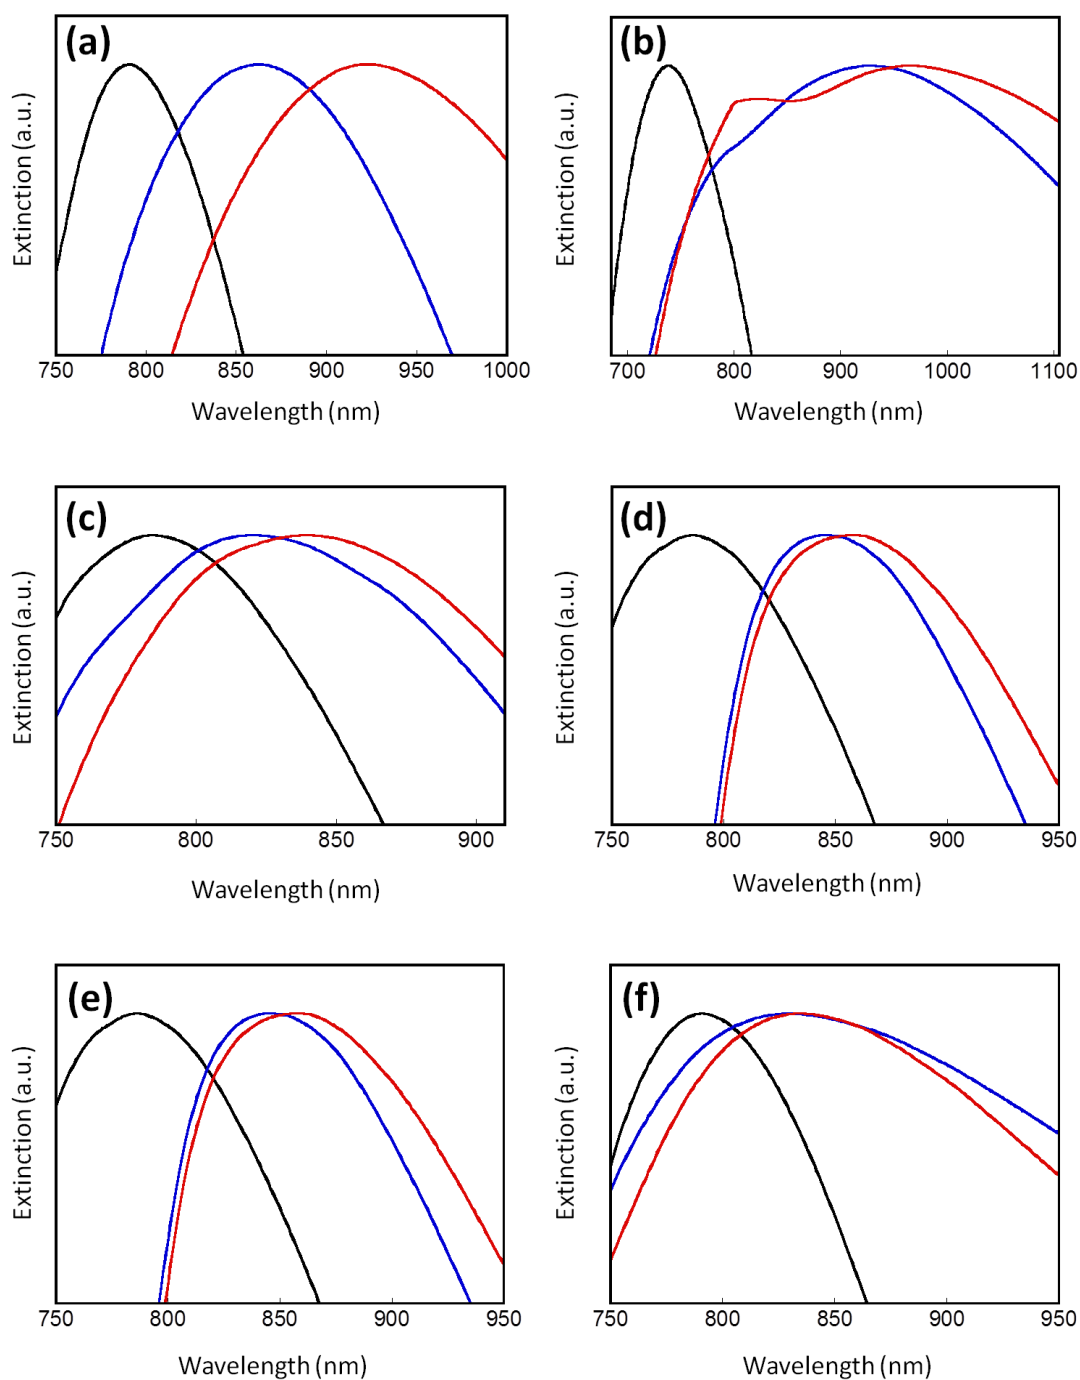 (a)
Extinction (a.u.)
750 800 850 900 950 1000
Wavelength (nm)
(b)
Extinction (a.u.)
700 800 900 1000 1100
Wavelength (nm)
(c)
Extinction (a.u.)
750 800 850 900
Wavelength (nm)
(d)
Extinction (a.u.)
750 800 850 900 950
Wavelength (nm)
(e)
Extinction (a.u.)
750 800 850 900 950
Wavelength (nm)
(f)
Extinction (a.u.)
750 800 850 900 950
Wavelength (nm)